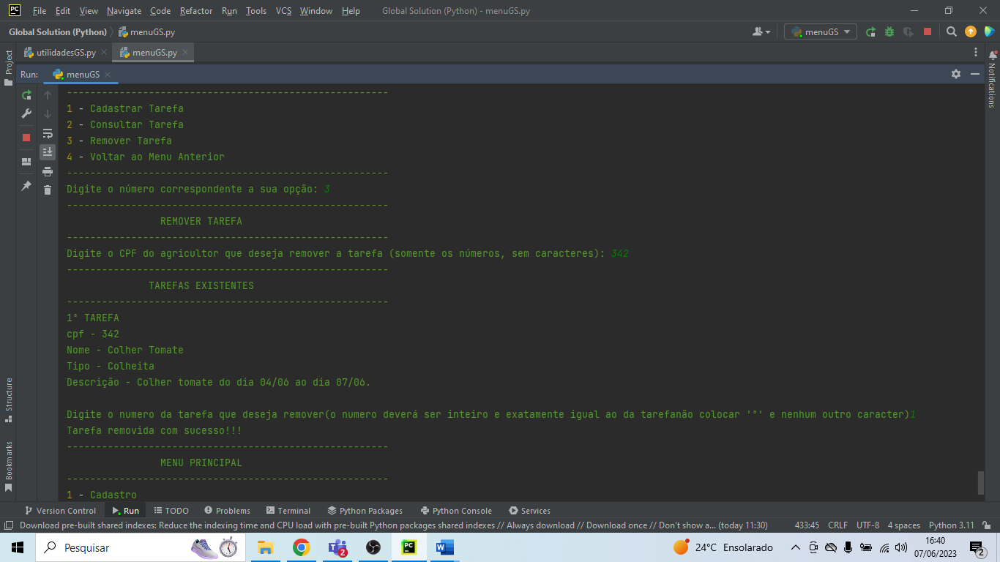 PC File Edit View Navigate Code Refactor Run Tools VCS Window Help Global Solution (Python) - menuGS.py
Global Solution (Python) menuGS.py menuGS
utilidadesGS.py menuGS.py
Project
Notifications
Run: menuGS
-------------------------------------------------------
1 - Cadastrar Tarefa
2 - Consultar Tarefa
3 - Remover Tarefa
4 - Voltar ao Menu Anterior
-------------------------------------------------------
Digite o número correspondente a sua opção: 3
-------------------------------------------------------
REMOVER TAREFA
-------------------------------------------------------
Digite o CPF do agricultor que deseja remover a tarefa (somente os números, sem caracteres): 342
-------------------------------------------------------
TAREFAS EXISTENTES
-------------------------------------------------------
1ª TAREFA
cpf - 342
Nome - Colher Tomate
Tipo - Colheita
Descrição - Colher tomate do dia 04/06 ao dia 07/06.
Digite o numero da tarefa que deseja remover(o numero deverá ser inteiro e exatamente igual ao da tarefanão colocar 'ª' e nenhum outro caracter)1
Tarefa removida com sucesso!!!
-------------------------------------------------------
MENU PRINCIPAL
-------------------------------------------------------
1 - Cadastro
Structure
Bookmarks
Version Control Run TODO Problems Terminal Python Packages Python Console Services
Download pre-built shared indexes: Reduce the indexing time and CPU load with pre-built Python packages shared indexes // Always download // Download once // Don't show a... (today 11:30) 433:45 CRLF UTF-8 4 spaces Python 3.11
Pesquisar 2 PC W 24°C Ensolarado 16:40
07/06/2023 2